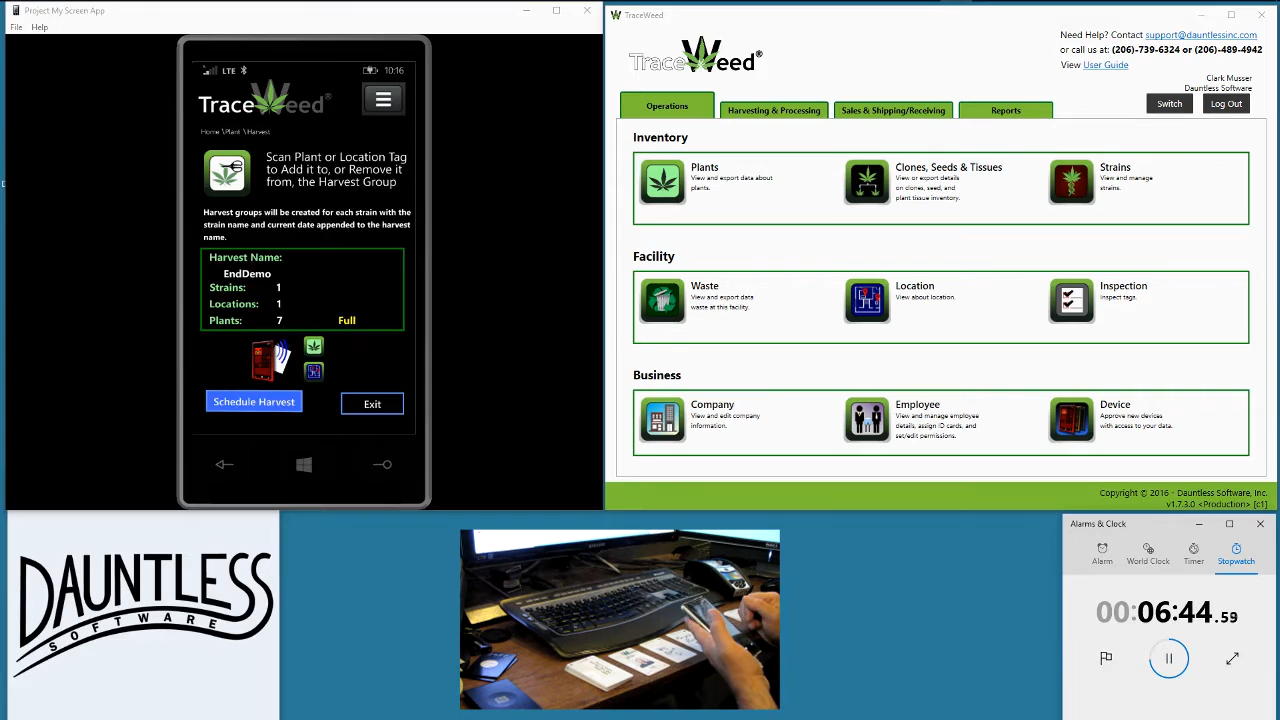 Project My Screen App
File Help
LTE 10:16
TraceWeed®
Home \Plant \Harvest
Scan Plant or Location Tag
to Add it to, or Remove it
from, the Harvest Group
Harvest groups will be created for each strain with the
strain name and current date appended to the harvest
name.
Harvest Name:
EndDemo
Strains: 1
Locations: 1
Plants: 7 Full
Schedule Harvest Exit
TraceWeed
TraceWeed®
Need Help? Contact support@dauntlessinc.com
or call us at: (206)-739-6324 or (206)-489-4942
View User Guide
Clark Musser
Dauntless Software
Switch Log Out
Operations Harvesting & Processing Sales & Shipping/Receiving Reports
Inventory
Plants
View and export data about
plants.
Clones, Seeds & Tissues
View or export details
on clones, seed, and
plant tissue inventory.
Strains
View and manage
strains.
Facility
Waste
View and export data
waste at this facility.
Location
View about location.
Inspection
Inspect tags.
Business
Company
View and edit company
information.
Employee
View and manage employee
details, assign ID cards, and
set/edit permissions.
Device
Approve new devices
with access to your data.
Copyright © 2016 - Dauntless Software, Inc.
v1.7.3.0 <Production> [c1]
DAUNTLESS
SOFTWARE
Alarms & Clock
Alarm World Clock Timer Stopwatch
00:06:44.59